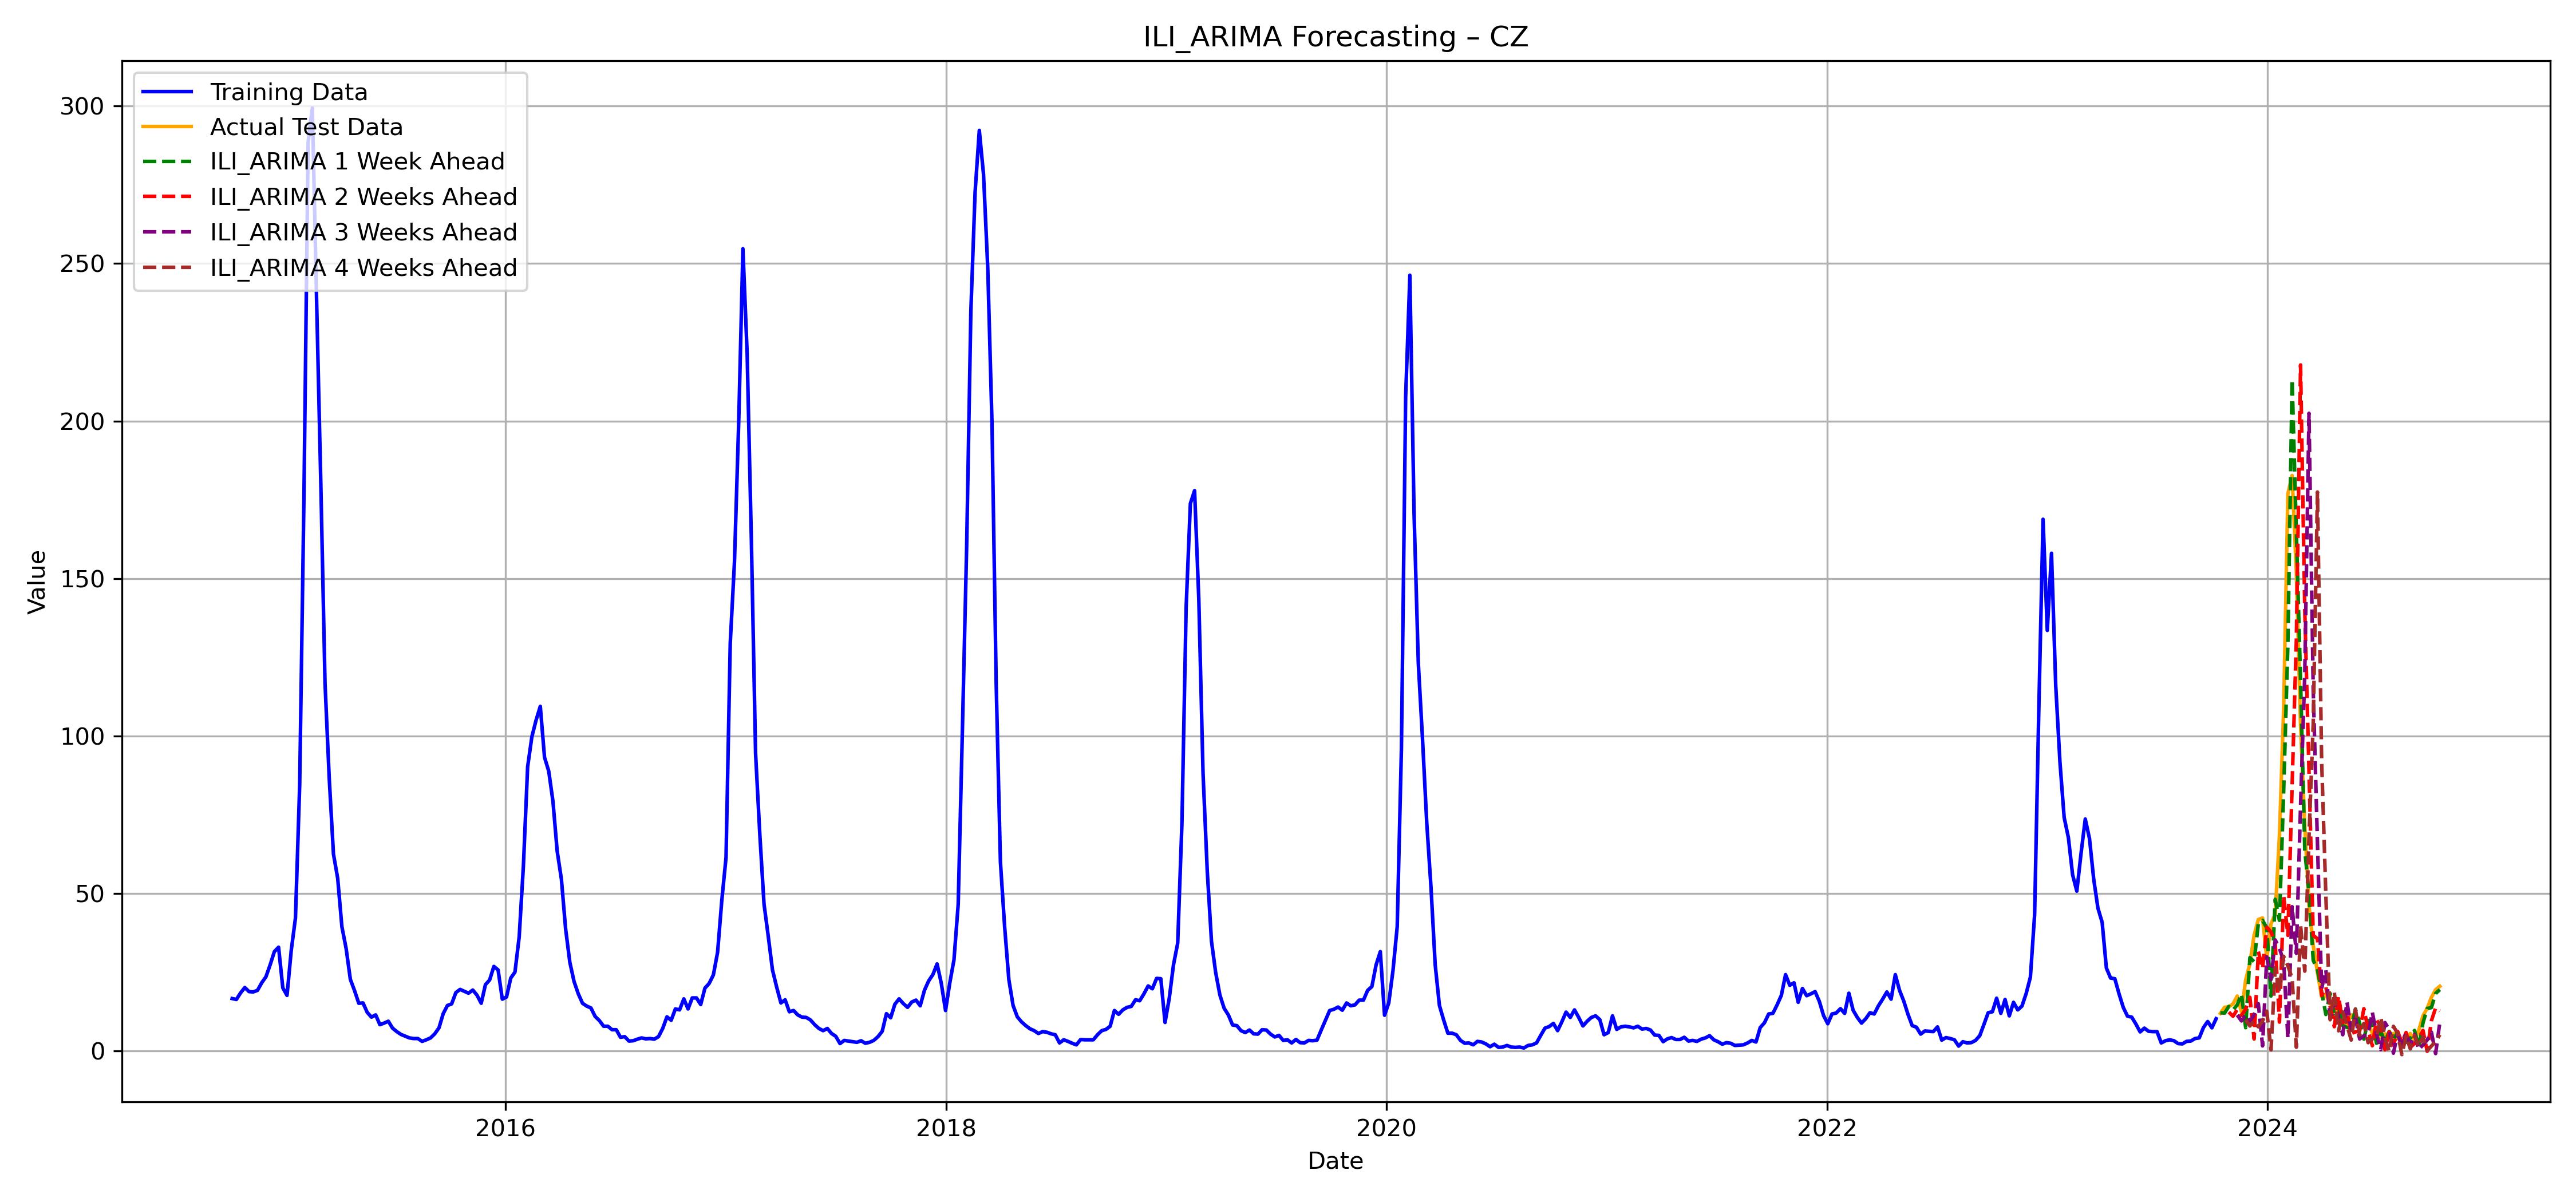 ILI_ARIMA Forecasting – CZ
Training Data
Actual Test Data
ILI_ARIMA 1 Week Ahead
ILI_ARIMA 2 Weeks Ahead
ILI_ARIMA 3 Weeks Ahead
ILI_ARIMA 4 Weeks Ahead
300
250
200
150
100
50
0
Value
2016
2018
2020
2022
2024
Date